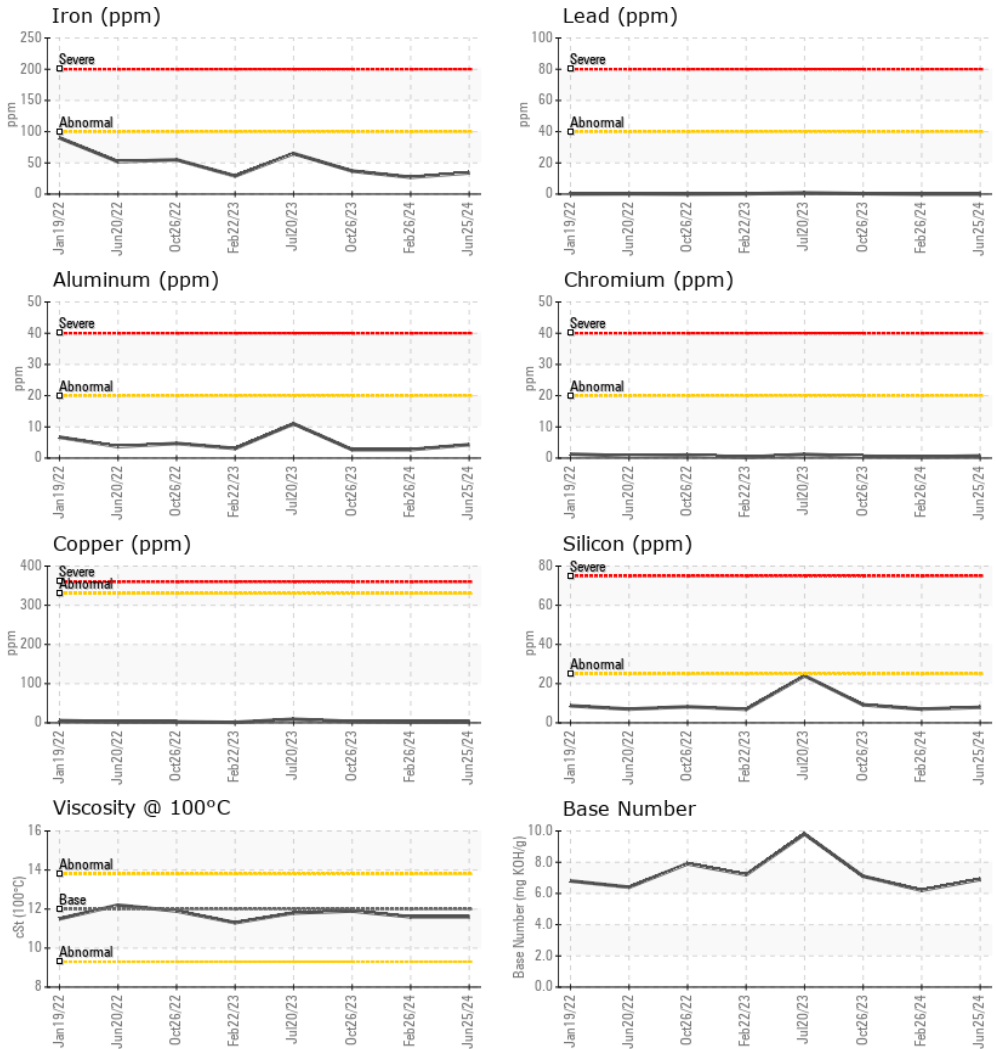 Iron (ppm)
250
200
150
100
50
0
ppm
Severe
Abnormal
Jan19/22
Jun20/22
Oct26/22
Feb22/23
Jul20/23
Oct26/23
Feb26/24
Jun25/24
Lead (ppm)
100
80
60
40
20
0
ppm
Severe
Abnormal
Jan19/22
Jun20/22
Oct26/22
Feb22/23
Jul20/23
Oct26/23
Feb26/24
Jun25/24
Aluminum (ppm)
50
40
30
20
10
0
ppm
Severe
Abnormal
Jan19/22
Jun20/22
Oct26/22
Feb22/23
Jul20/23
Oct26/23
Feb26/24
Jun25/24
Chromium (ppm)
50
40
30
20
10
0
ppm
Severe
Abnormal
Jan19/22
Jun20/22
Oct26/22
Feb22/23
Jul20/23
Oct26/23
Feb26/24
Jun25/24
Copper (ppm)
400
300
200
100
0
ppm
Severe
Abnormal
Jan19/22
Jun20/22
Oct26/22
Feb22/23
Jul20/23
Oct26/23
Feb26/24
Jun25/24
Silicon (ppm)
80
60
40
20
0
ppm
Severe
Abnormal
Jan19/22
Jun20/22
Oct26/22
Feb22/23
Jul20/23
Oct26/23
Feb26/24
Jun25/24
Viscosity @ 100°C
16
14
12
10
8
cSt (100°C)
Abnormal
Base
Abnormal
Jan19/22
Jun20/22
Oct26/22
Feb22/23
Jul20/23
Oct26/23
Feb26/24
Jun25/24
Base Number
10.0
8.0
6.0
4.0
2.0
0.0
Base Number (mg KOH/g)
Jan19/22
Jun20/22
Oct26/22
Feb22/23
Jul20/23
Oct26/23
Feb26/24
Jun25/24